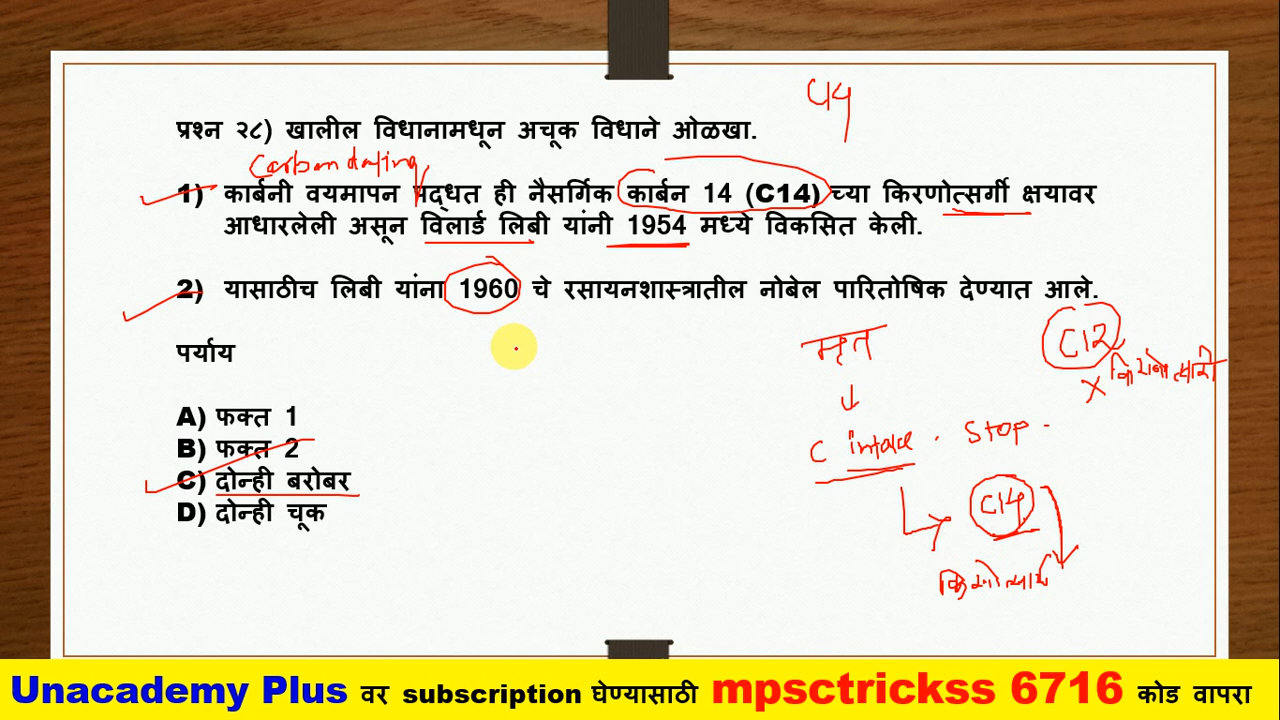 C14
प्रश्न २८) खालील विधानामधून अचूक विधाने ओळखा.
Carbon dating
1) कार्बनी वयमापन पद्धत ही नैसर्गिक कार्बन 14 (C14) च्या किरणोत्सर्गी क्षयावर
आधारलेली असून विलार्ड लिबी यांनी 1954 मध्ये विकसित केली.
2) यासाठीच लिबी यांना 1960 चे रसायनशास्त्रातील नोबेल पारितोषिक देण्यात आले.
C12
मृत
पर्याय
A) फक्त 1
B) फक्त 2
C intake . Stop .
C) दोन्ही बरोबर
C14
D) दोन्ही चूक
Unacademy Plus वर subscription घेण्यासाठी mpsctrickss 6716 कोड वापरा